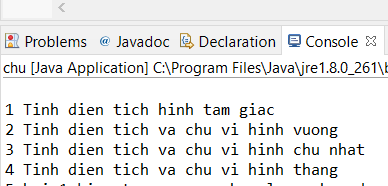 Problems @ Javadoc Declaration Console
chu [Java Application] C:\Program Files\Java\jre1.8.0_261\b
1 Tinh dien tich hinh tam giac
2 Tinh dien tich va chu vi hinh vuong
3 Tinh dien tich va chu vi hinh chu nhat
4 Tinh dien tich va chu vi hinh thang